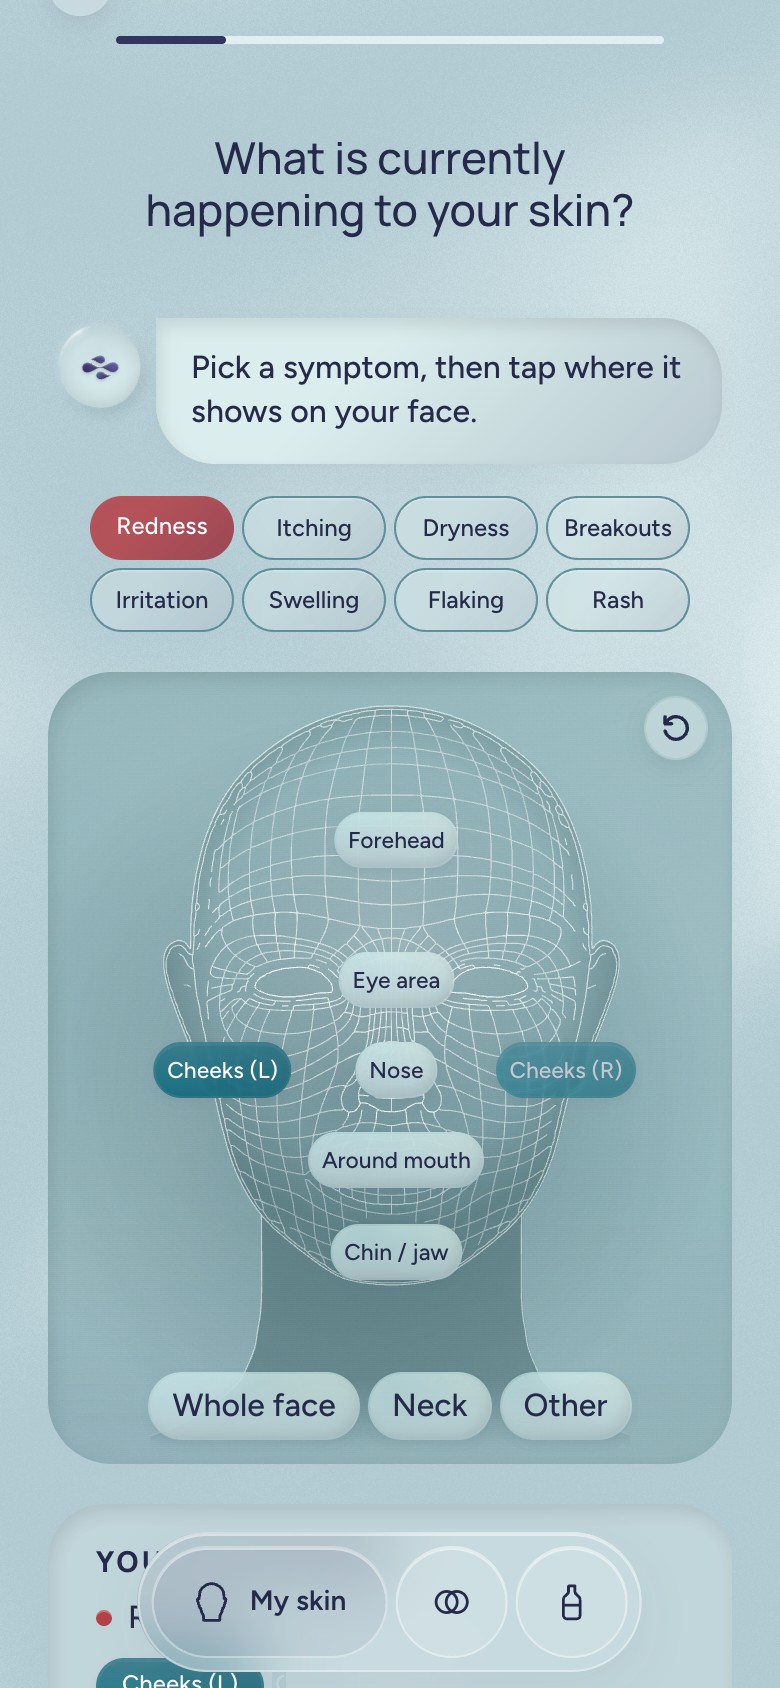 What is currently
happening to your skin?
Pick a symptom, then tap where it
shows on your face.
Redness
Itching
Dryness
Breakouts
Irritation
Swelling
Flaking
Rash
Forehead
Eye area
Cheeks (L)
Nose
Cheeks (R)
Around mouth
Chin / jaw
Whole face
Neck
Other
My skin
Cheeks (L)